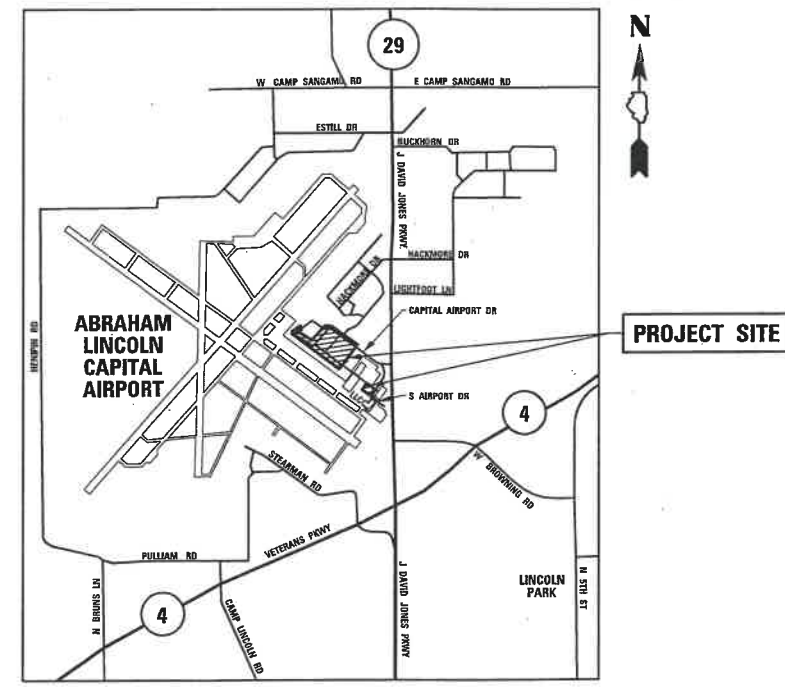 N
29
W CAMP SANGAMO RD
E CAMP SANGAMO RD
ESTILL DR
BUCKHORN DR
J DAVID JONES PKWY.
HACKMORE DR
HACKMORE DR
LIGHTFOOT LN
CAPITAL AIRPORT DR
PROJECT SITE
ABRAHAM
LINCOLN
CAPITAL
AIRPORT
S AIRPORT DR
4
W BROWNING RD
STEARMAN RD
VETERANS PKWY
PULLIAM RD
N BRUNS LN
4
CAMP LINCOLN RD
J DAVID JONES PKWY
LINCOLN
PARK
N 5TH ST